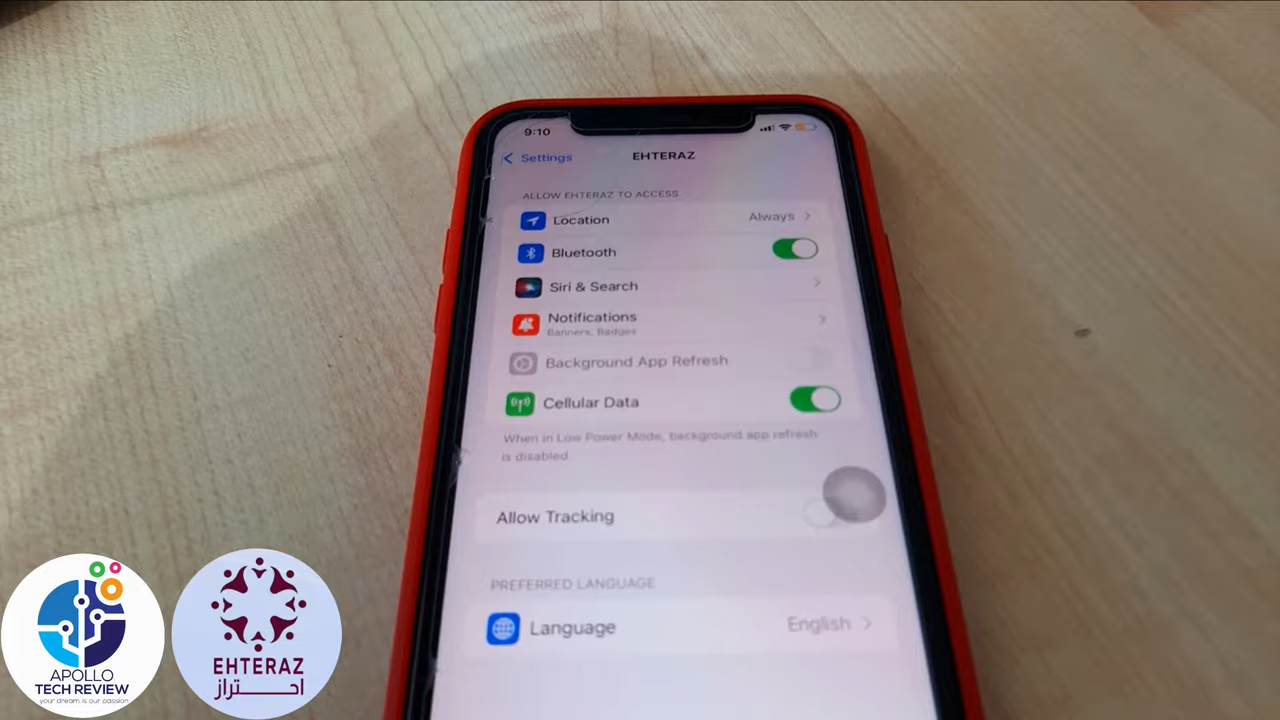 9:10
Settings
EHTERAZ
ALLOW EHTERAZ TO ACCESS
Location Always
Bluetooth
Siri & Search
Notifications
Banners, Badges
Background App Refresh
Cellular Data
When in Low Power Mode, background app refresh
is disabled.
Allow Tracking
PREFERRED LANGUAGE
Language English
APOLLO
TECH REVIEW
your dream is our passion
EHTERAZ
احتراز